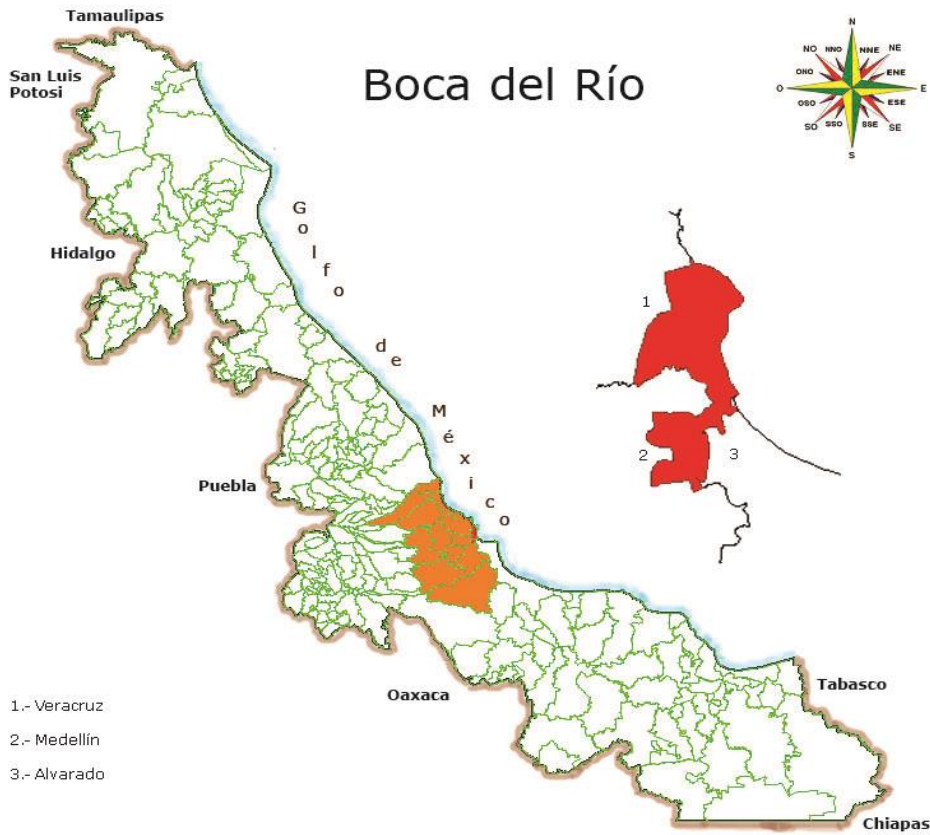 Tamaulipas
San Luis
Potosi
Boca del Río
N
NNO
NNE
NO
NE
ONO
ENE
O
E
OSO
ESE
SO
SSO
SSE
SE
S
Golfo de México
Hidalgo
1
Puebla
2
3
Oaxaca
Tabasco
1.- Veracruz
2.- Medellín
3.- Alvarado
Chiapas